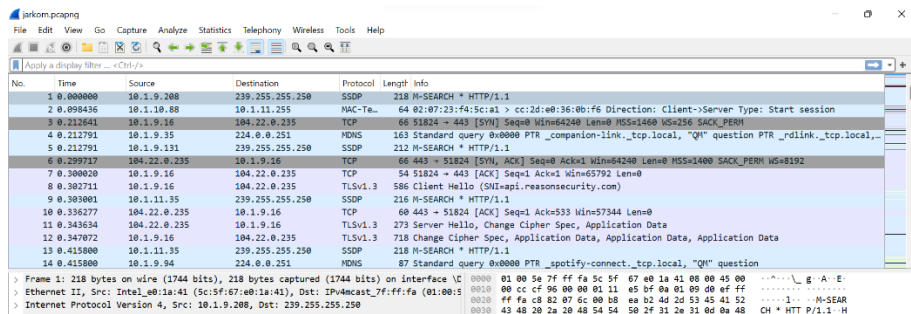 jarkom.pcapng
File Edit View Go Capture Analyze Statistics Telephony Wireless Tools Help
Apply a display filter ... <Ctrl-/>
No. Time Source Destination Protocol Length Info
1 0.000000 10.1.9.208 239.255.255.250 SSDP 218 M-SEARCH * HTTP/1.1
2 0.098436 10.1.10.88 10.1.11.255 MAC-Te… 64 02:07:23:f4:5c:a1 > cc:2d:e0:36:0b:f6 Direction: Client->Server Type: Start session
3 0.212641 10.1.9.16 104.22.0.235 TCP 66 51824 → 443 [SYN] Seq=0 Win=64240 Len=0 MSS=1460 WS=256 SACK_PERM
4 0.212791 10.1.9.35 224.0.0.251 MDNS 163 Standard query 0x0000 PTR _companion-link._tcp.local, "QM" question PTR _rdlink._tcp.local,…
5 0.212791 10.1.9.131 239.255.255.250 SSDP 212 M-SEARCH * HTTP/1.1
6 0.299717 104.22.0.235 10.1.9.16 TCP 66 443 → 51824 [SYN, ACK] Seq=0 Ack=1 Win=64240 Len=0 MSS=1400 SACK_PERM WS=8192
7 0.300020 10.1.9.16 104.22.0.235 TCP 54 51824 → 443 [ACK] Seq=1 Ack=1 Win=65792 Len=0
8 0.302711 10.1.9.16 104.22.0.235 TLSv1.3 586 Client Hello (SNI=api.reasonsecurity.com)
9 0.303001 10.1.11.35 239.255.255.250 SSDP 216 M-SEARCH * HTTP/1.1
10 0.336277 104.22.0.235 10.1.9.16 TCP 60 443 → 51824 [ACK] Seq=1 Ack=533 Win=57344 Len=0
11 0.343634 104.22.0.235 10.1.9.16 TLSv1.3 273 Server Hello, Change Cipher Spec, Application Data
12 0.347072 10.1.9.16 104.22.0.235 TLSv1.3 718 Change Cipher Spec, Application Data, Application Data, Application Data
13 0.415800 10.1.11.35 239.255.255.250 SSDP 218 M-SEARCH * HTTP/1.1
14 0.415800 10.1.9.94 224.0.0.251 MDNS 87 Standard query 0x0000 PTR _spotify-connect._tcp.local, "QM" question
> Frame 1: 218 bytes on wire (1744 bits), 218 bytes captured (1744 bits) on interface \D 0000 01 00 5e 7f ff fa 5c 5f 67 e0 1a 41 08 00 45 00 ··^···\_ g··A··E·
> Ethernet II, Src: Intel_e0:1a:41 (5c:5f:67:e0:1a:41), Dst: IPv4mcast_7f:ff:fa (01:00:5 0010 00 cc cf 96 00 00 01 11 e5 bf 0a 01 09 d0 ef ff ········ ········
> Internet Protocol Version 4, Src: 10.1.9.208, Dst: 239.255.255.250 0020 ff fa c8 82 07 6c 00 b8 ea b2 4d 2d 53 45 41 52 ·····l·· ··M-SEAR
0030 43 48 20 2a 20 48 54 54 50 2f 31 2e 31 0d 0a 48 CH * HTT P/1.1··H